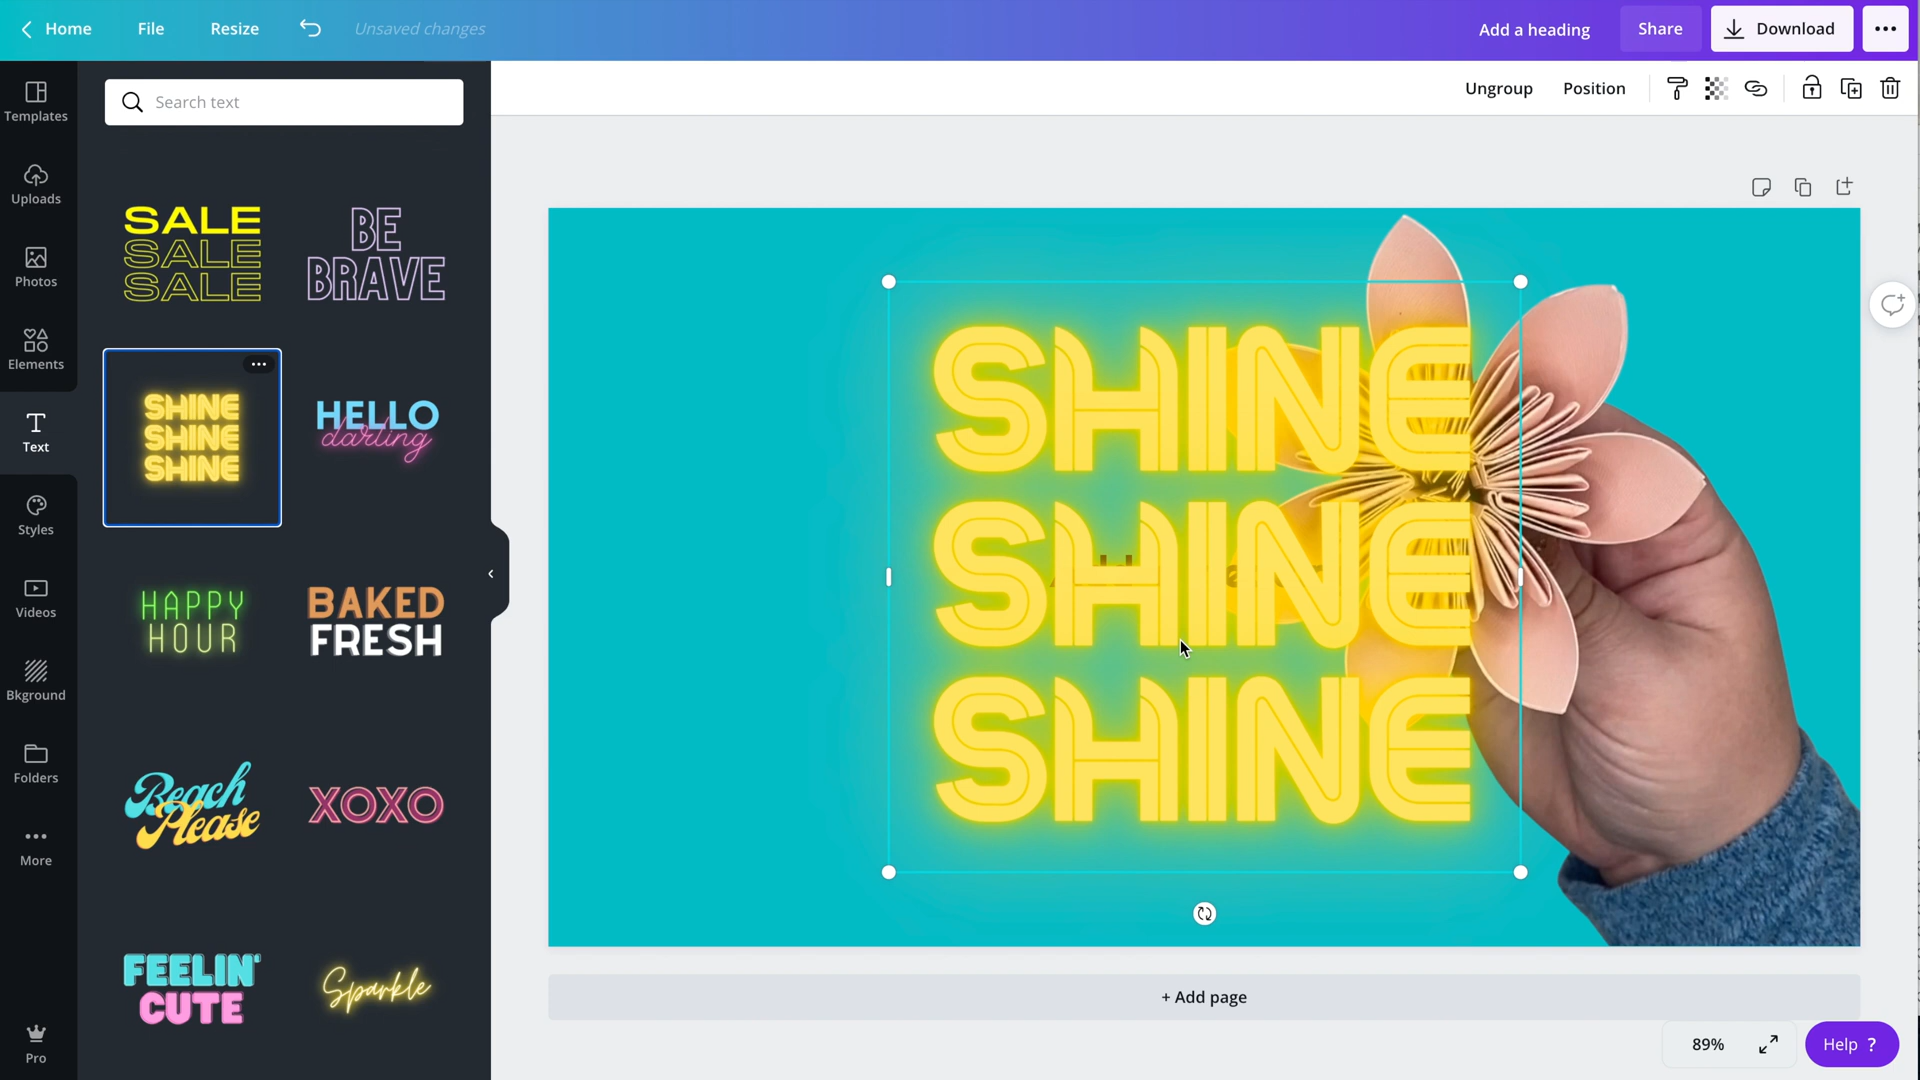 Home File Resize Unsaved changes Add a heading Share Download
Search text
Ungroup Position
Templates
Uploads
Photos
Elements
Text
Styles
Videos
Bkground
Folders
More
Pro
SALE
SALE
SALE
BE
BRAVE
SHINE
SHINE
SHINE
HELLO
darling
HAPPY
HOUR
BAKED
FRESH
Beach
Please
XOXO
FEELIN'
CUTE
Sparkle
SHINE
SHINE
SHINE
+ Add page
89%
Help ?